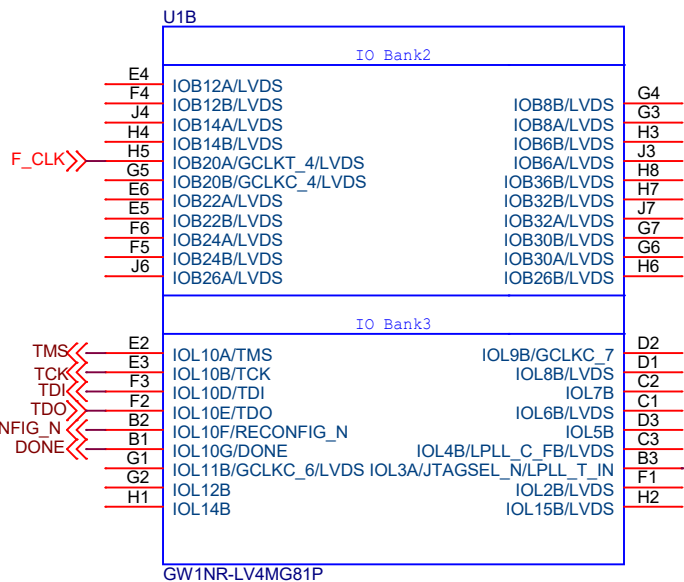 U1B
IO Bank2
E4 IOB12A/LVDS
F4 IOB12B/LVDS IOB8B/LVDS G4
J4 IOB14A/LVDS IOB8A/LVDS G3
H4 IOB14B/LVDS IOB6B/LVDS H3
F_CLK H5 IOB20A/GCLKT_4/LVDS IOB6A/LVDS J3
G5 IOB20B/GCLKC_4/LVDS IOB36B/LVDS H8
E6 IOB22A/LVDS IOB32B/LVDS H7
E5 IOB22B/LVDS IOB32A/LVDS J7
F6 IOB24A/LVDS IOB30B/LVDS G7
F5 IOB24B/LVDS IOB30A/LVDS G6
J6 IOB26A/LVDS IOB26B/LVDS H6
IO Bank3
TMS E2 IOL10A/TMS IOL9B/GCLKC_7 D2
TCK E3 IOL10B/TCK IOL8B/LVDS D1
TDI F3 IOL10D/TDI IOL7B C2
TDO F2 IOL10E/TDO IOL6B/LVDS C1
NFIG_N B2 IOL10F/RECONFIG_N IOL5B D3
DONE B1 IOL10G/DONE IOL4B/LPLL_C_FB/LVDS C3
G1 IOL11B/GCLKC_6/LVDS IOL3A/JTAGSEL_N/LPLL_T_IN B3
G2 IOL12B IOL2B/LVDS F1
H1 IOL14B IOL15B/LVDS H2
GW1NR-LV4MG81P